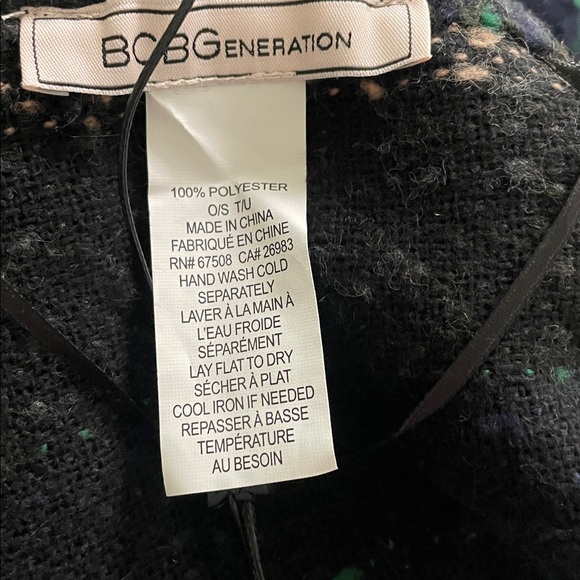 BCBGENERATION
100% POLYESTER
O/S T/U
MADE IN CHINA
FABRIQUÉ EN CHINE
RN# 67508 CA# 26983
HAND WASH COLD
SEPARATELY
LAVER À LA MAIN À
L'EAU FROIDE
SÉPARÉMENT
LAY FLAT TO DRY
SÉCHER À PLAT
COOL IRON IF NEEDED
REPASSER À BASSE
TEMPÉRATURE
AU BESOIN